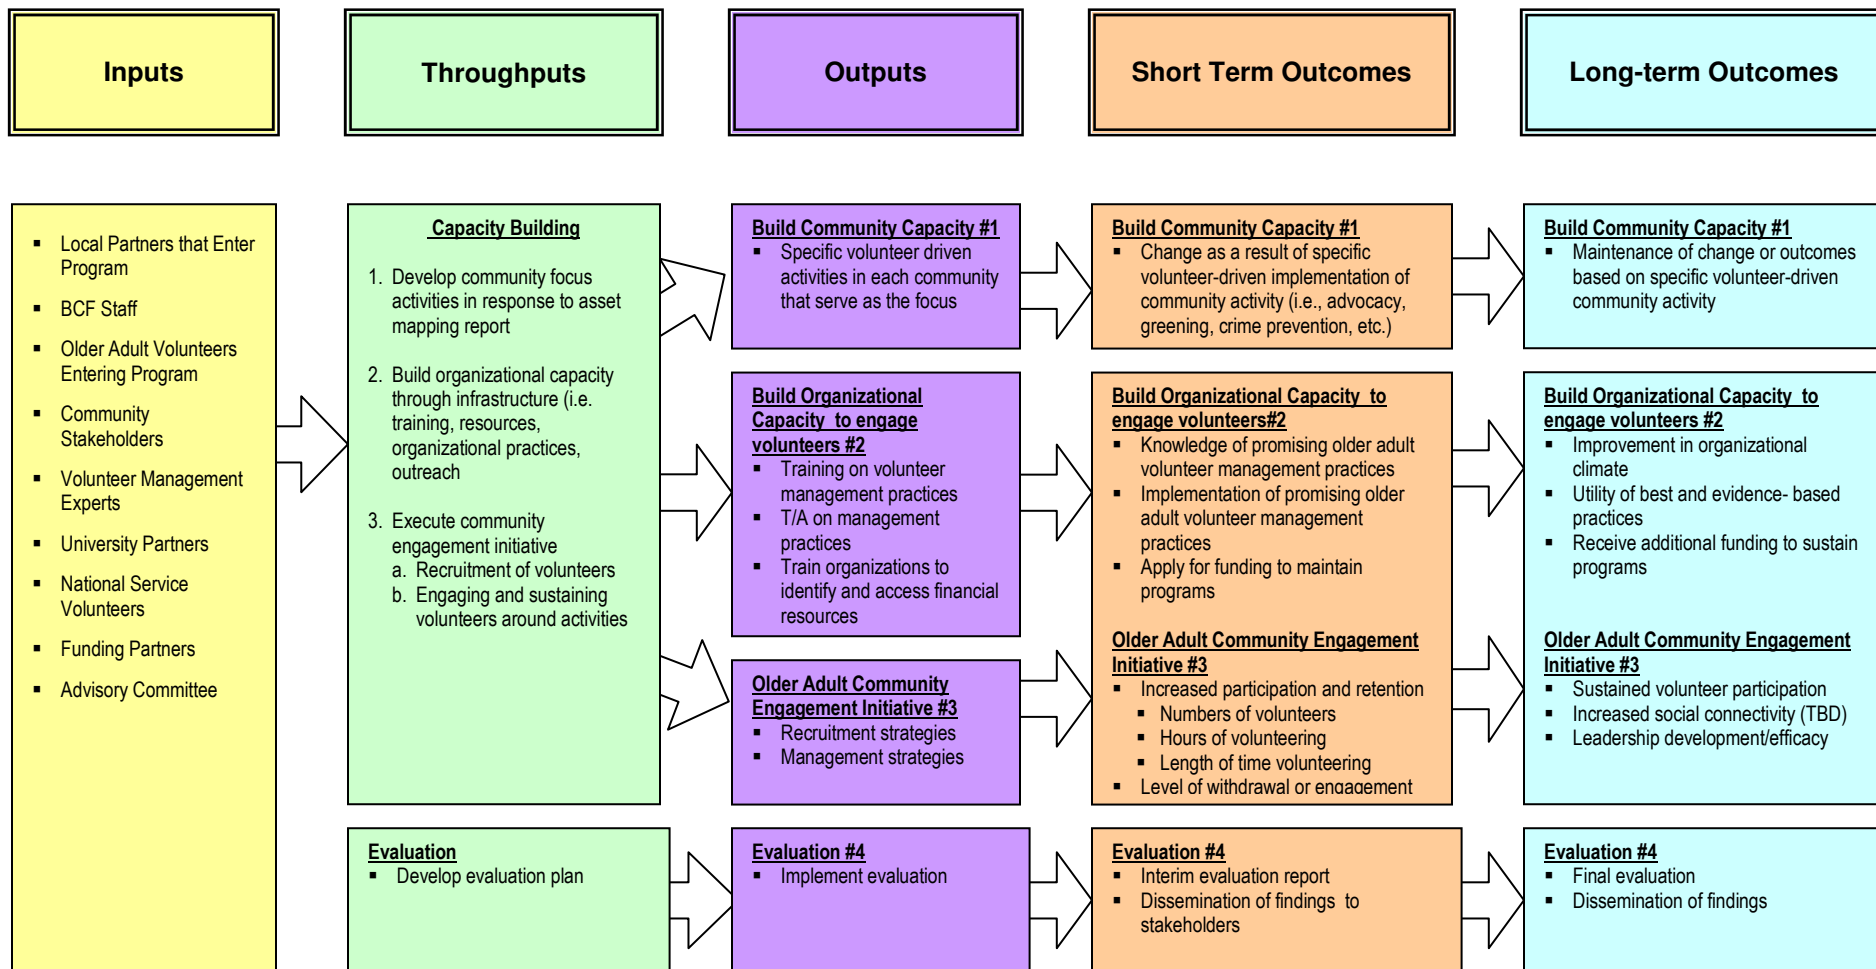 Inputs
Throughputs
Outputs
Short Term Outcomes
Long-term Outcomes
▪ Local Partners that Enter
Program
▪ BCF Staff
▪ Older Adult Volunteers
Entering Program
▪ Community
Stakeholders
▪ Volunteer Management
Experts
▪ University Partners
▪ National Service
Volunteers
▪ Funding Partners
▪ Advisory Committee
Capacity Building
1. Develop community focus
activities in response to asset
mapping report
2. Build organizational capacity
through infrastructure (i.e.
training, resources,
organizational practices,
outreach
3. Execute community
engagement initiative
a. Recruitment of volunteers
b. Engaging and sustaining
volunteers around activities
Evaluation
▪ Develop evaluation plan
Build Community Capacity #1
▪ Specific volunteer driven
activities in each community
that serve as the focus
Build Organizational
Capacity to engage
volunteers #2
▪ Training on volunteer
management practices
▪ T/A on management
practices
▪ Train organizations to
identify and access financial
resources
Older Adult Community
Engagement Initiative #3
▪ Recruitment strategies
▪ Management strategies
Evaluation #4
▪ Implement evaluation
Build Community Capacity #1
▪ Change as a result of specific
volunteer-driven implementation of
community activity (i.e., advocacy,
greening, crime prevention, etc.)
Build Organizational Capacity to
engage volunteers#2
▪ Knowledge of promising older adult
volunteer management practices
▪ Implementation of promising older
adult volunteer management
practices
▪ Apply for funding to maintain
programs
Older Adult Community Engagement
Initiative #3
▪ Increased participation and retention
▪ Numbers of volunteers
▪ Hours of volunteering
▪ Length of time volunteering
▪ Level of withdrawal or engagement
Evaluation #4
▪ Interim evaluation report
▪ Dissemination of findings to
stakeholders
Build Community Capacity #1
▪ Maintenance of change or outcomes
based on specific volunteer-driven
community activity
Build Organizational Capacity to
engage volunteers #2
▪ Improvement in organizational
climate
▪ Utility of best and evidence- based
practices
▪ Receive additional funding to sustain
programs
Older Adult Community Engagement
Initiative #3
▪ Sustained volunteer participation
▪ Increased social connectivity (TBD)
▪ Leadership development/efficacy
Evaluation #4
▪ Final evaluation
▪ Dissemination of findings